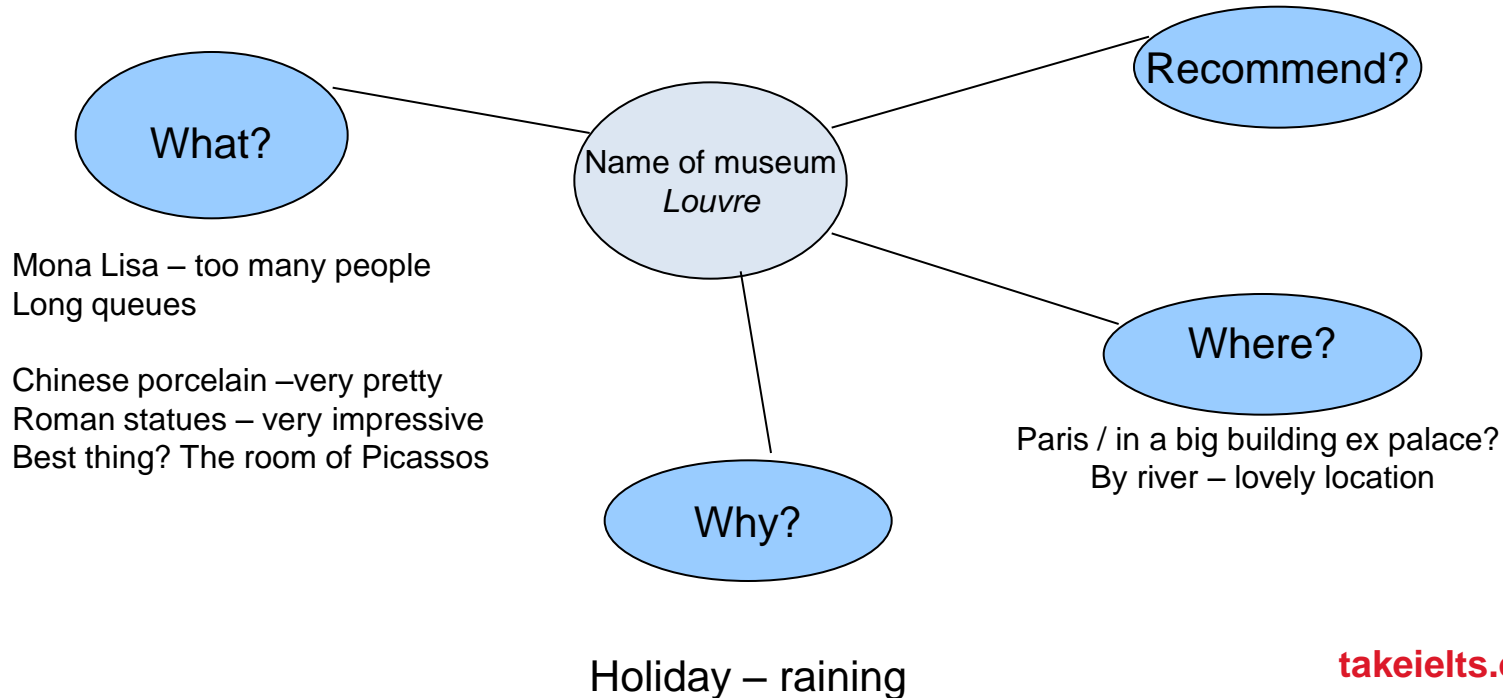 What?
Name of museum
Louvre
Recommend?
Mona Lisa – too many people
Long queues
Chinese porcelain –very pretty
Roman statues – very impressive
Best thing? The room of Picassos
Where?
Paris / in a big building ex palace?
By river – lovely location
Why?
Holiday – raining
takeielts.